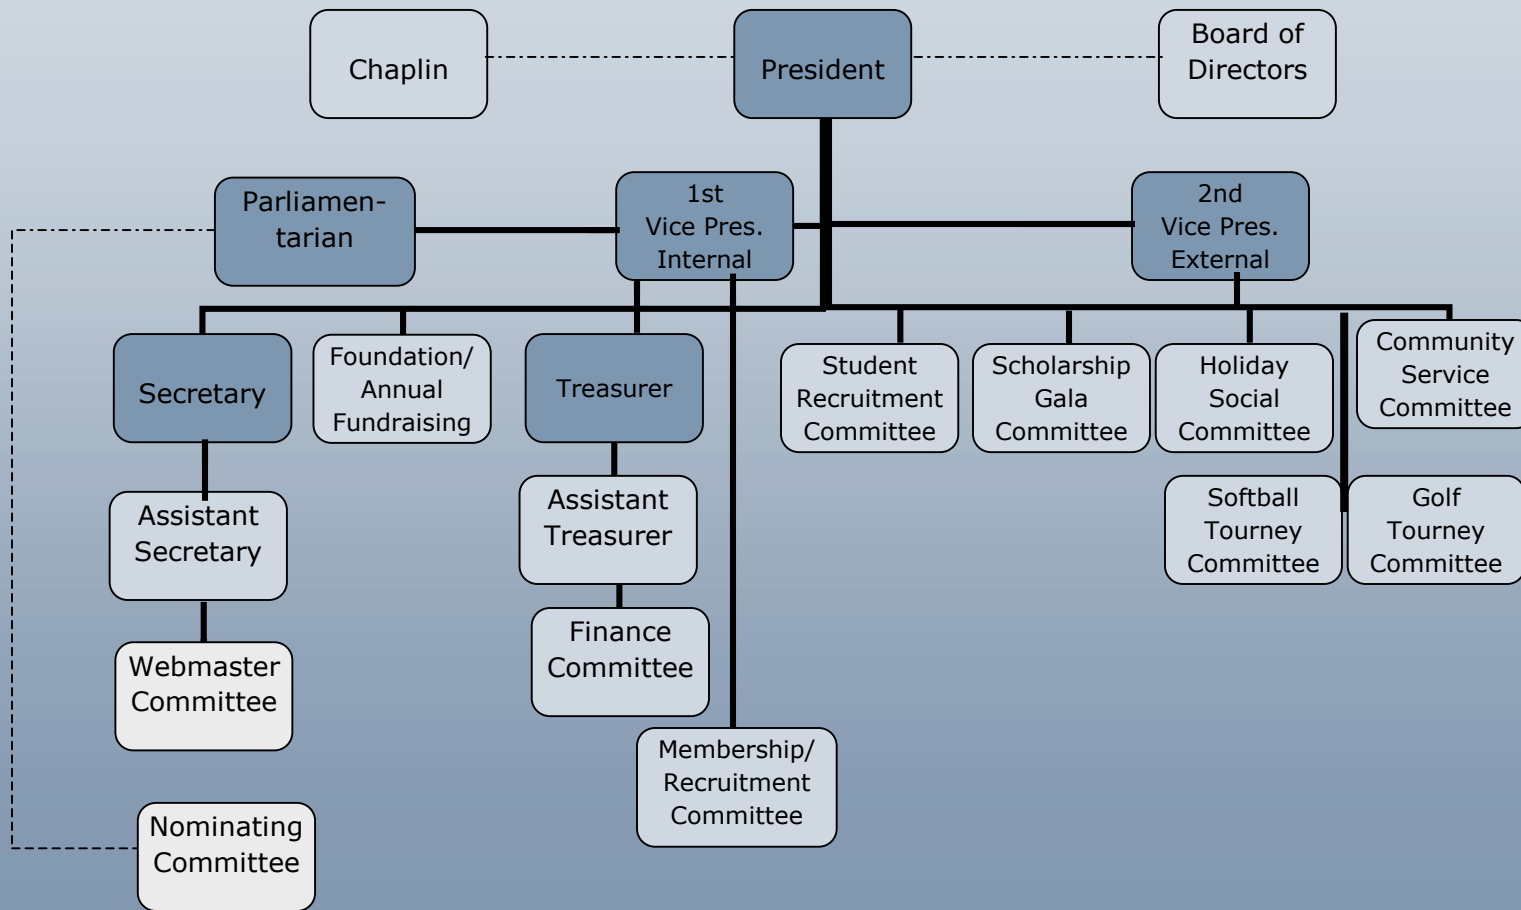 Chaplin
President
Board of
Directors
Parliamen-
tarian
1st
Vice Pres.
Internal
2nd
Vice Pres.
External
Secretary
Foundation/
Annual
Fundraising
Treasurer
Student
Recruitment
Committee
Scholarship
Gala
Committee
Holiday
Social
Committee
Community
Service
Committee
Assistant
Secretary
Assistant
Treasurer
Softball
Tourney
Committee
Golf
Tourney
Committee
Webmaster
Committee
Finance
Committee
Membership/
Recruitment
Committee
Nominating
Committee